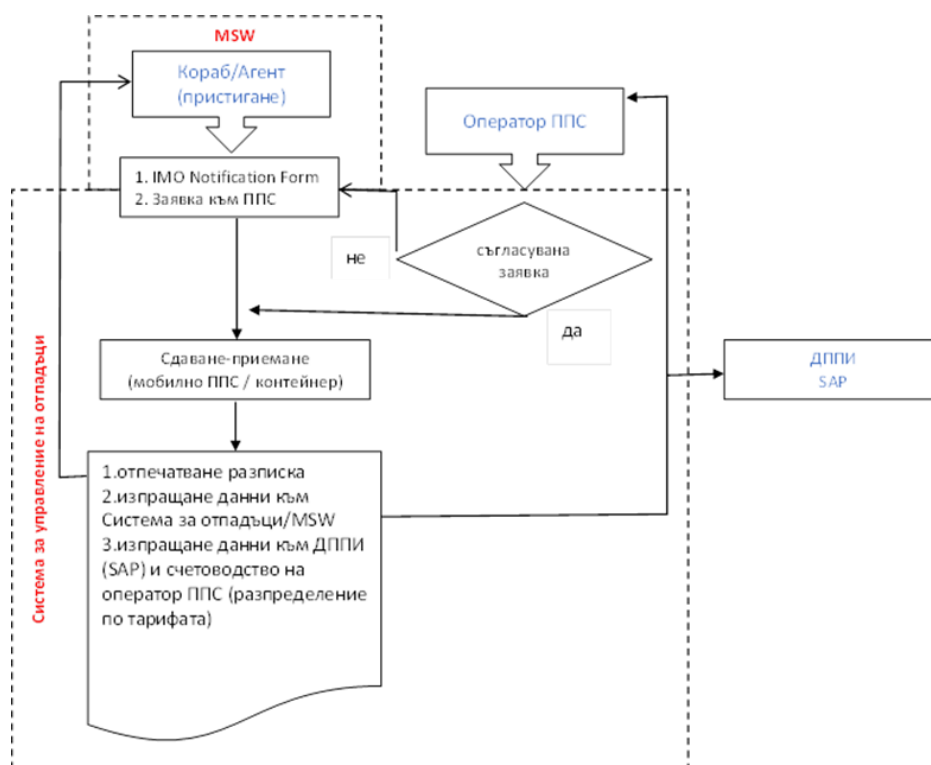 MSW
Кораб/Агент
(пристигане)
Оператор ППС
1. IMO Notification Form
2. Заявка към ППС
не
съгласувана
заявка
да
Сдаване-приемане
(мобилно ППС / контейнер)
ДППИ
SAP
Система за управление на отпадъци
1.отпечатване разписка
2.изпращане данни към
Система за отпадъци/MSW
3.изпращане данни към ДППИ
(SAP) и счетоводство на
оператор ППС (разпределение
по тарифата)